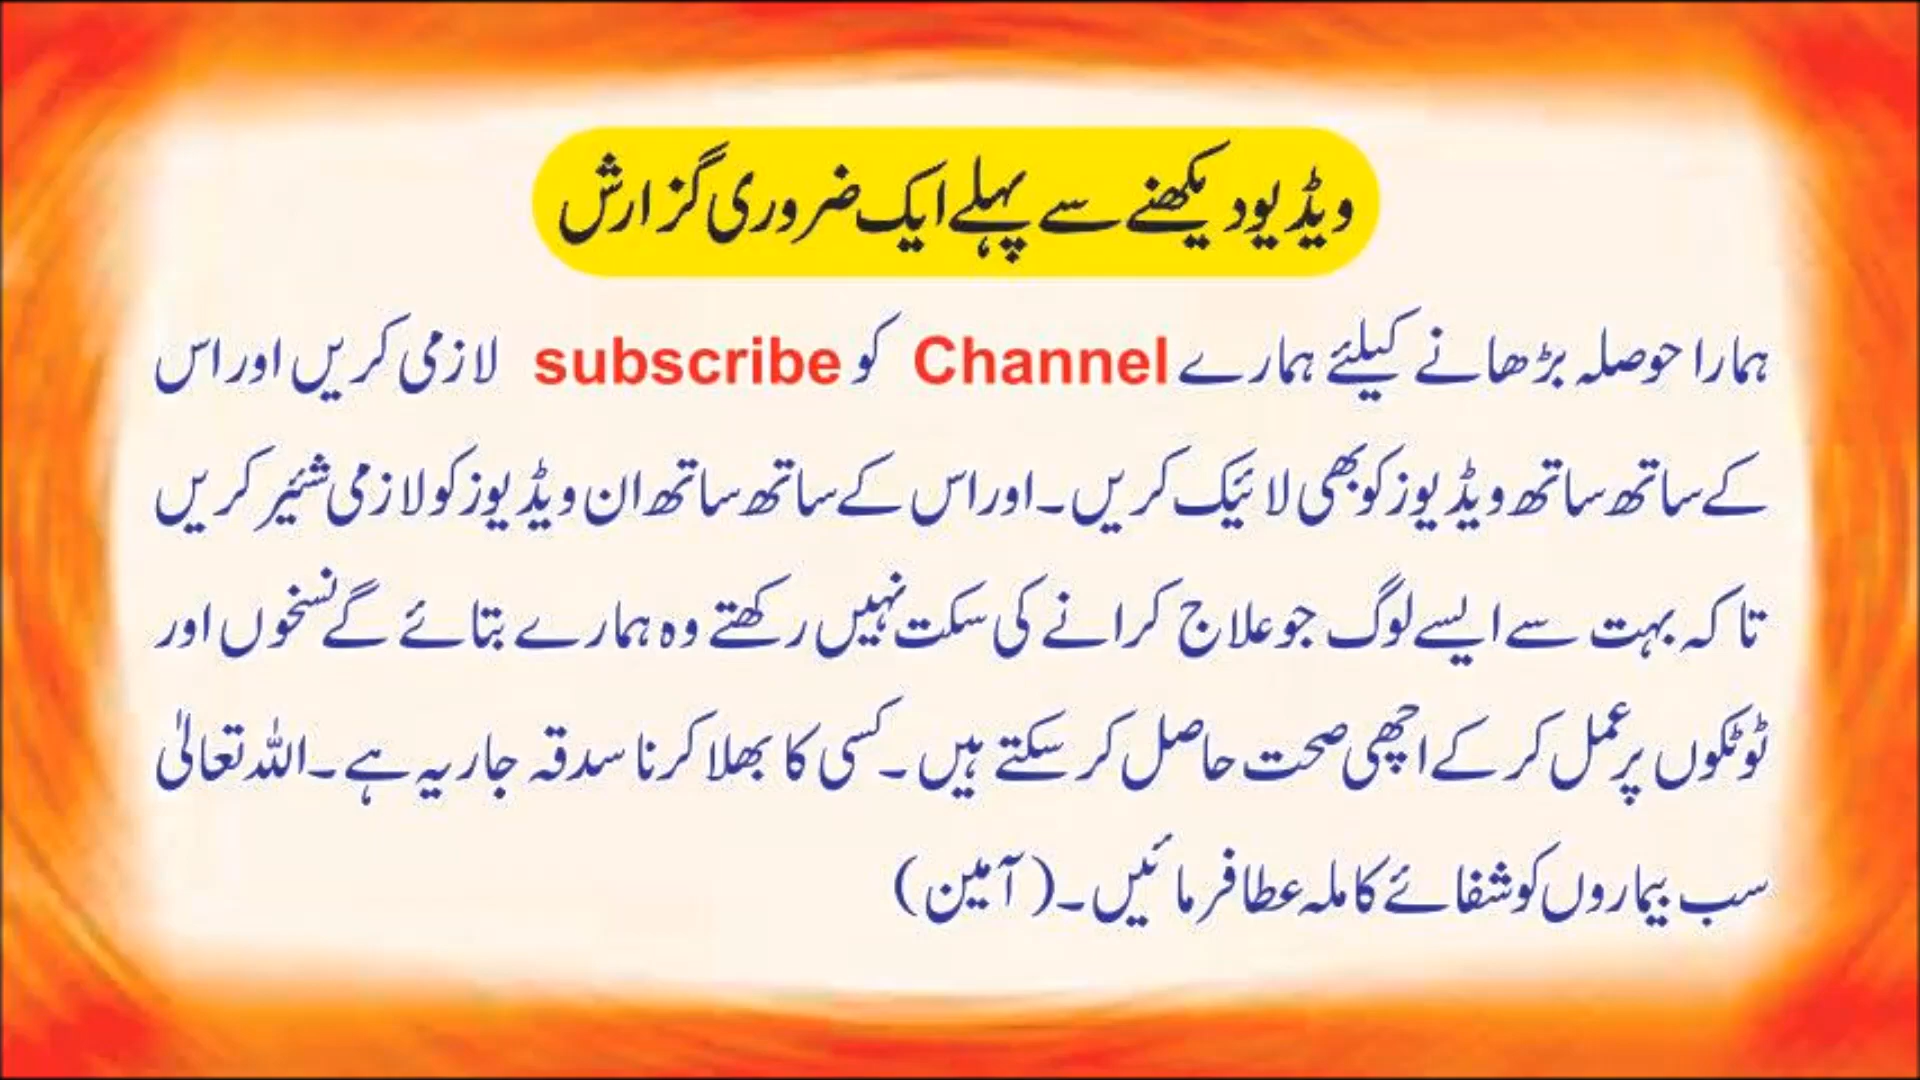 ویڈیو دیکھنے سے پہلے ایک ضروری گزارش
ہمارا حوصلہ بڑھانے کیلئے ہمارے Channel کو subscribe لازمی کریں اور اس
کے ساتھ ساتھ ویڈیوز کو بھی لائیک کریں۔ اور اس کے ساتھ ساتھ ان ویڈیوز کو لازمی شئیر کریں
تاکہ بہت سے ایسے لوگ جو علاج کرانے کی سکت نہیں رکھتے وہ ہمارے بتائے گے نسخوں اور
ٹوٹکوں پر عمل کر کے اچھی صحت حاصل کر سکتے ہیں۔ کسی کا بھلا کرنا سدقہ جاریہ ہے۔ اللہ تعالیٰ
سب بیماروں کو شفائے کاملہ عطا فرمائیں۔ (آمین)